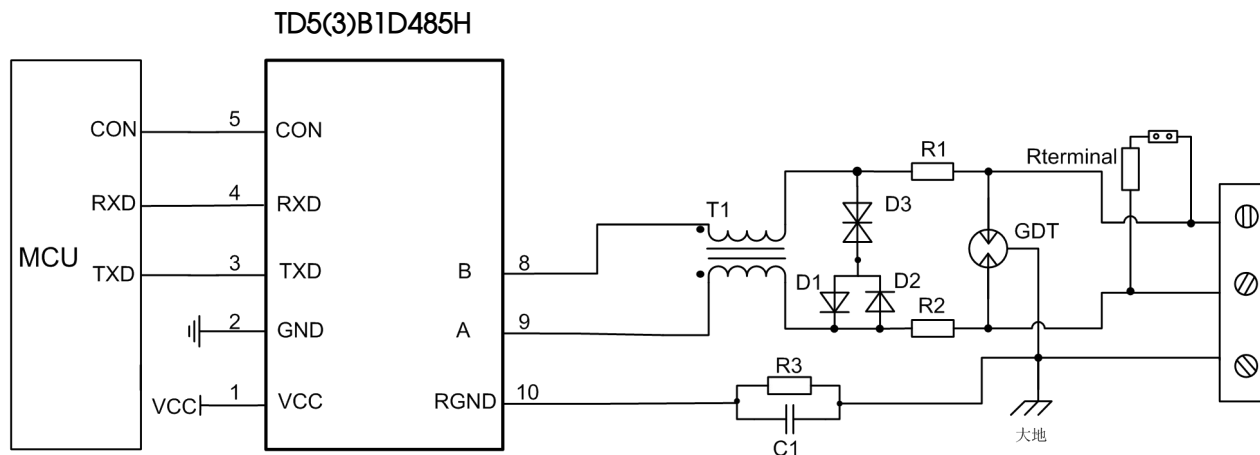 TD5(3)B1D485H
MCU
CON
RXD
TXD
5
4
3
2
1
VCC
CON
RXD
TXD
GND
VCC
B
A
RGND
8
9
10
T1
D3
D1
D2
R1
R2
GDT
Rterminal
R3
C1
大地